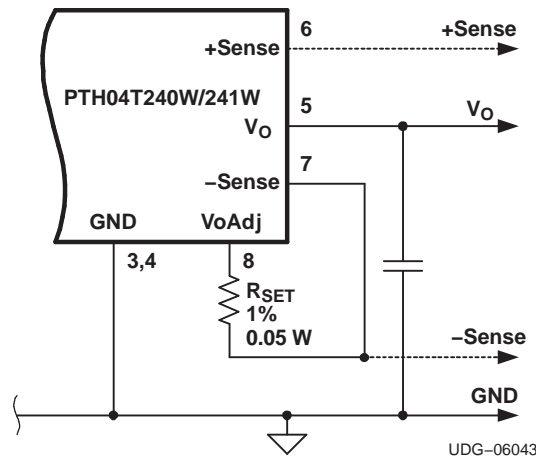 6
+Sense
+Sense
PTH04T240W/241W
5
VO
VO
7
−Sense
GND
VoAdj
3,4
8
RSET
1%
0.05 W
−Sense
GND
UDG−06043